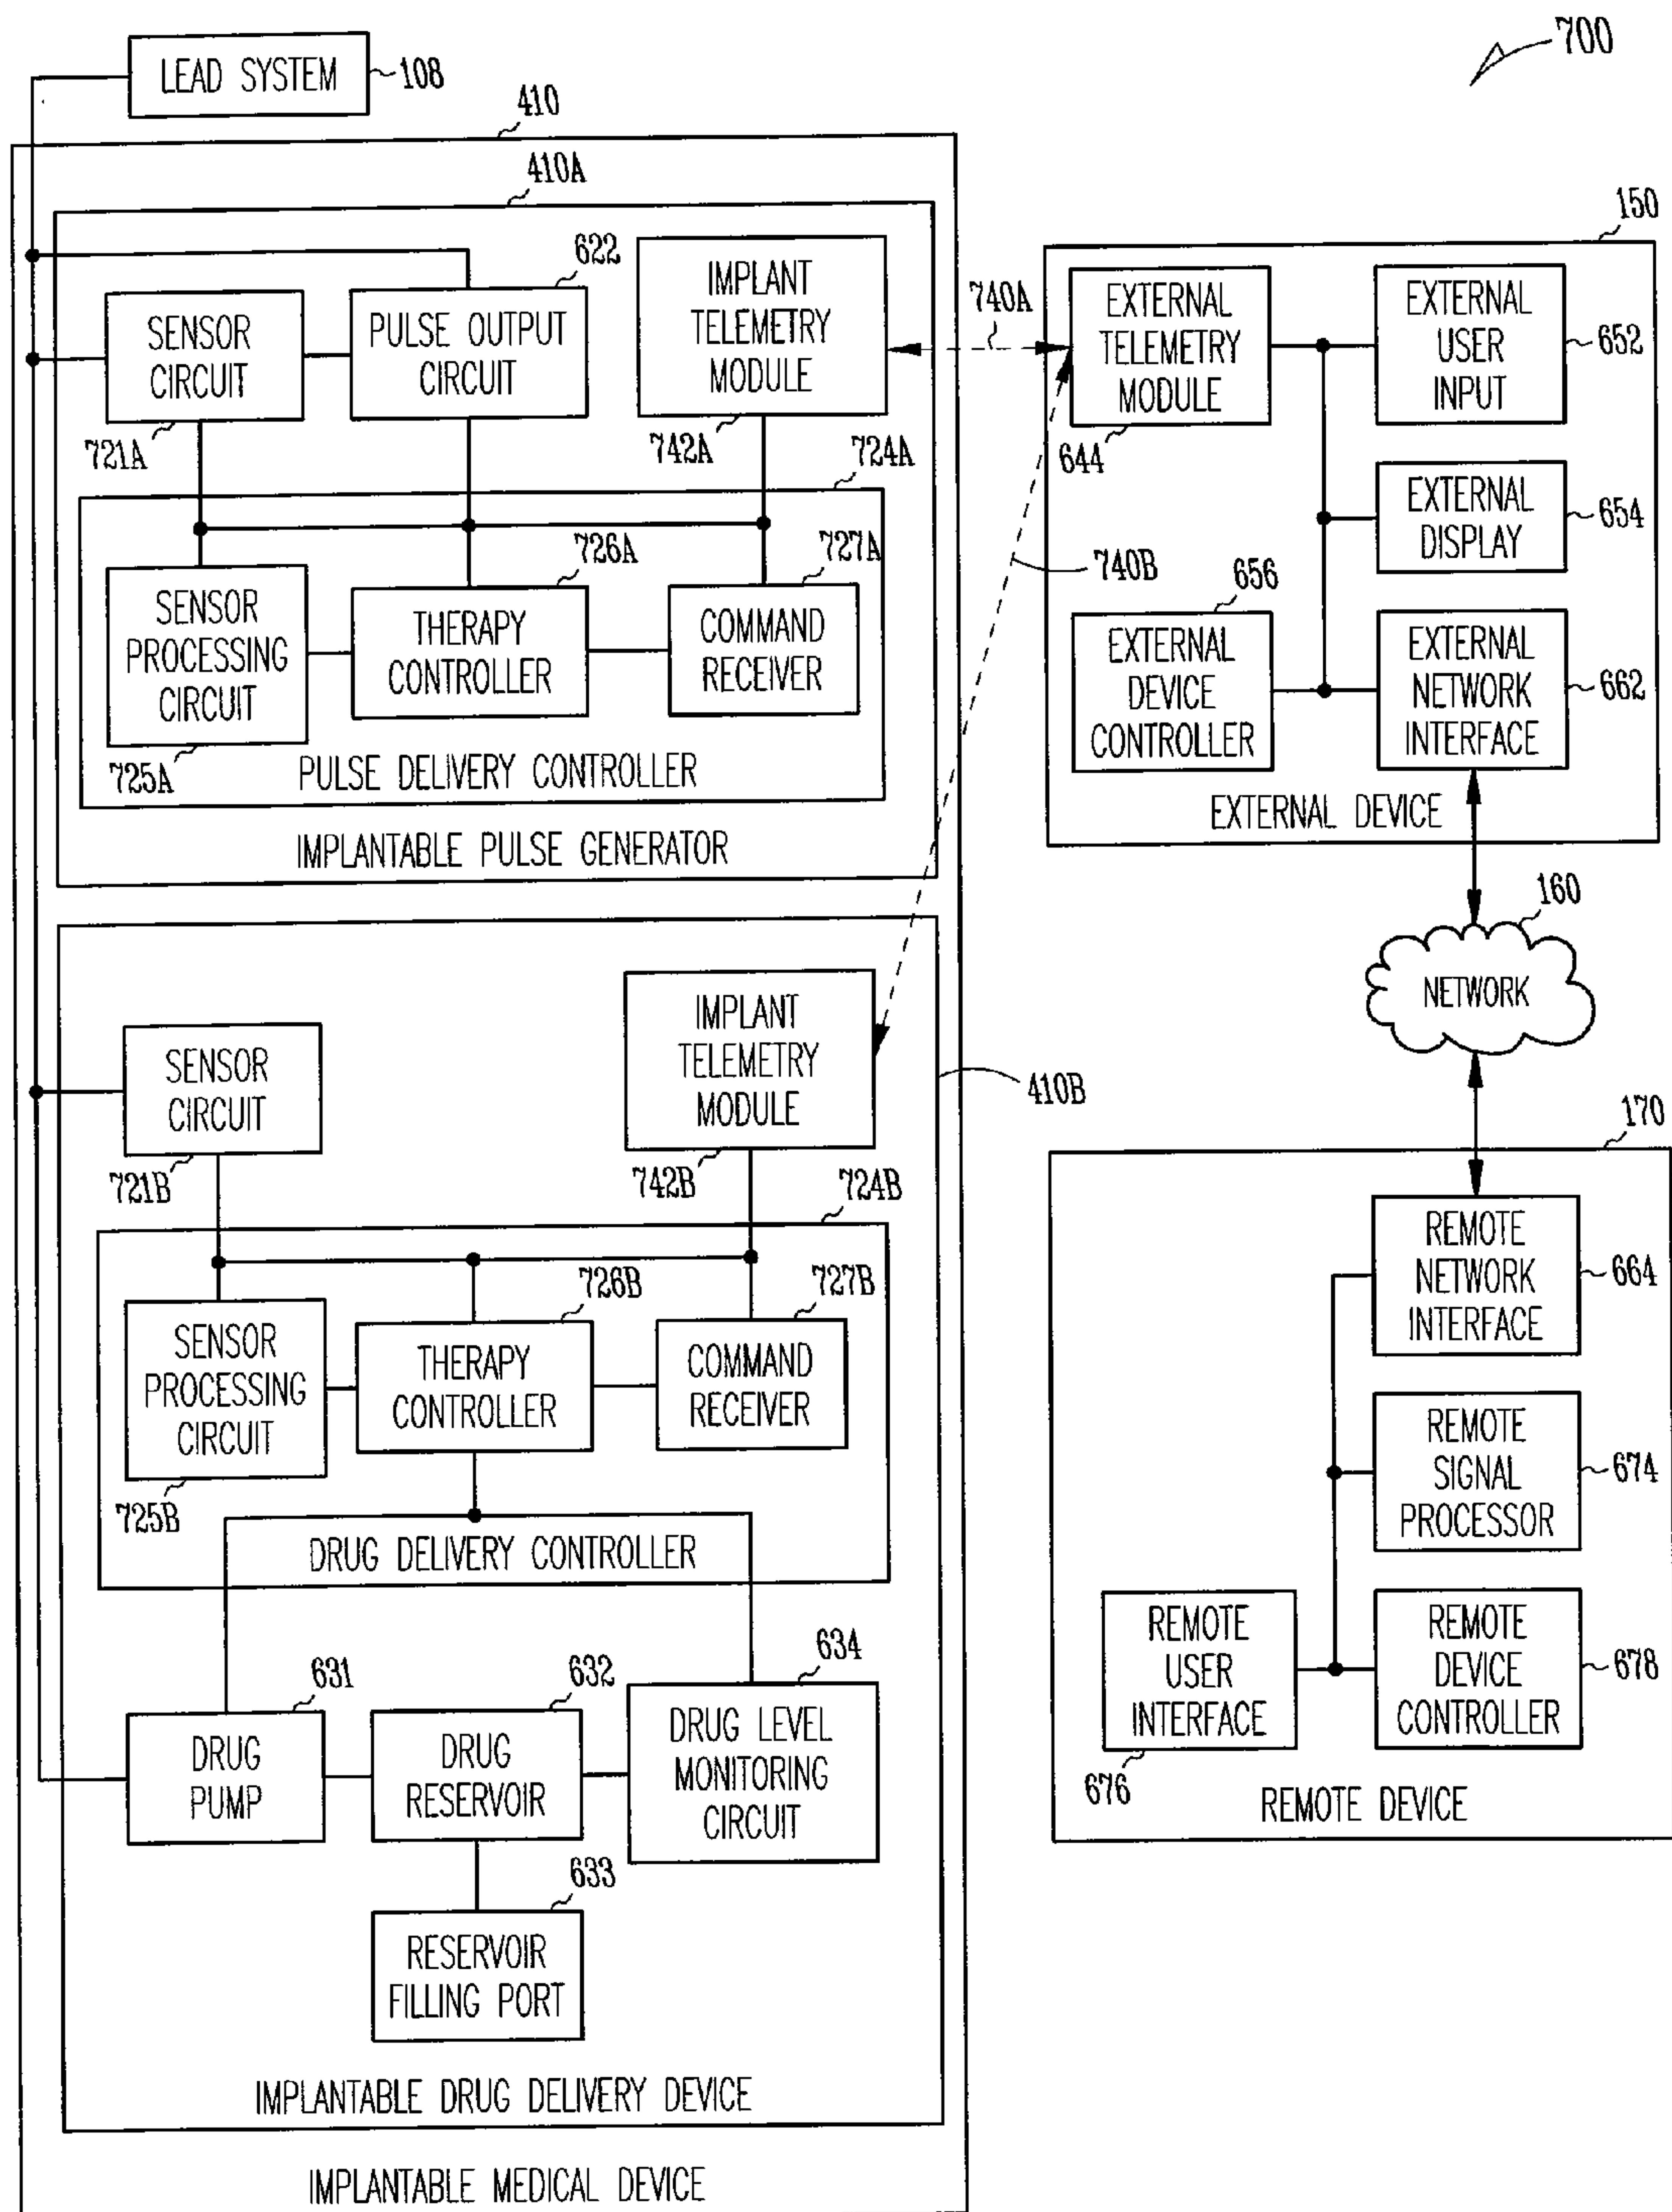 700
LEAD SYSTEM
108
410
410A
622
SENSOR
CIRCUIT
721A
PULSE OUTPUT
CIRCUIT
IMPLANT
TELEMETRY
MODULE
742A
724A
726A
727A
SENSOR
PROCESSING
CIRCUIT
725A
THERAPY
CONTROLLER
COMMAND
RECEIVER
PULSE DELIVERY CONTROLLER
IMPLANTABLE PULSE GENERATOR
740A
740B
150
EXTERNAL
TELEMETRY
MODULE
644
EXTERNAL
USER
INPUT
652
EXTERNAL
DISPLAY
654
656
EXTERNAL
DEVICE
CONTROLLER
EXTERNAL
NETWORK
INTERFACE
662
EXTERNAL DEVICE
160
NETWORK
410B
SENSOR
CIRCUIT
721B
IMPLANT
TELEMETRY
MODULE
742B
724B
726B
727B
SENSOR
PROCESSING
CIRCUIT
725B
THERAPY
CONTROLLER
COMMAND
RECEIVER
DRUG DELIVERY CONTROLLER
631
DRUG
PUMP
632
DRUG
RESERVOIR
634
DRUG LEVEL
MONITORING
CIRCUIT
633
RESERVOIR
FILLING PORT
IMPLANTABLE DRUG DELIVERY DEVICE
IMPLANTABLE MEDICAL DEVICE
170
REMOTE
NETWORK
INTERFACE
664
REMOTE
SIGNAL
PROCESSOR
674
REMOTE
USER
INTERFACE
676
REMOTE
DEVICE
CONTROLLER
678
REMOTE DEVICE